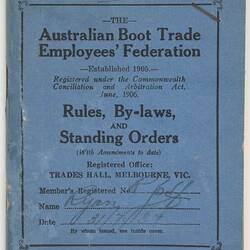 —THE—
Australian Boot Trade
Employees' Federation
—Established 1905.—
Registered under the Commonwealth
Conciliation and Arbitration Act,
June, 1906.
Rules, By-laws,
AND
Standing Orders
(With Amendments to date)
Registered Office:
TRADES HALL, MELBOURNE, VIC.
Member's Registered No
Name Ryan
Date
By whom issued, see inside cover.